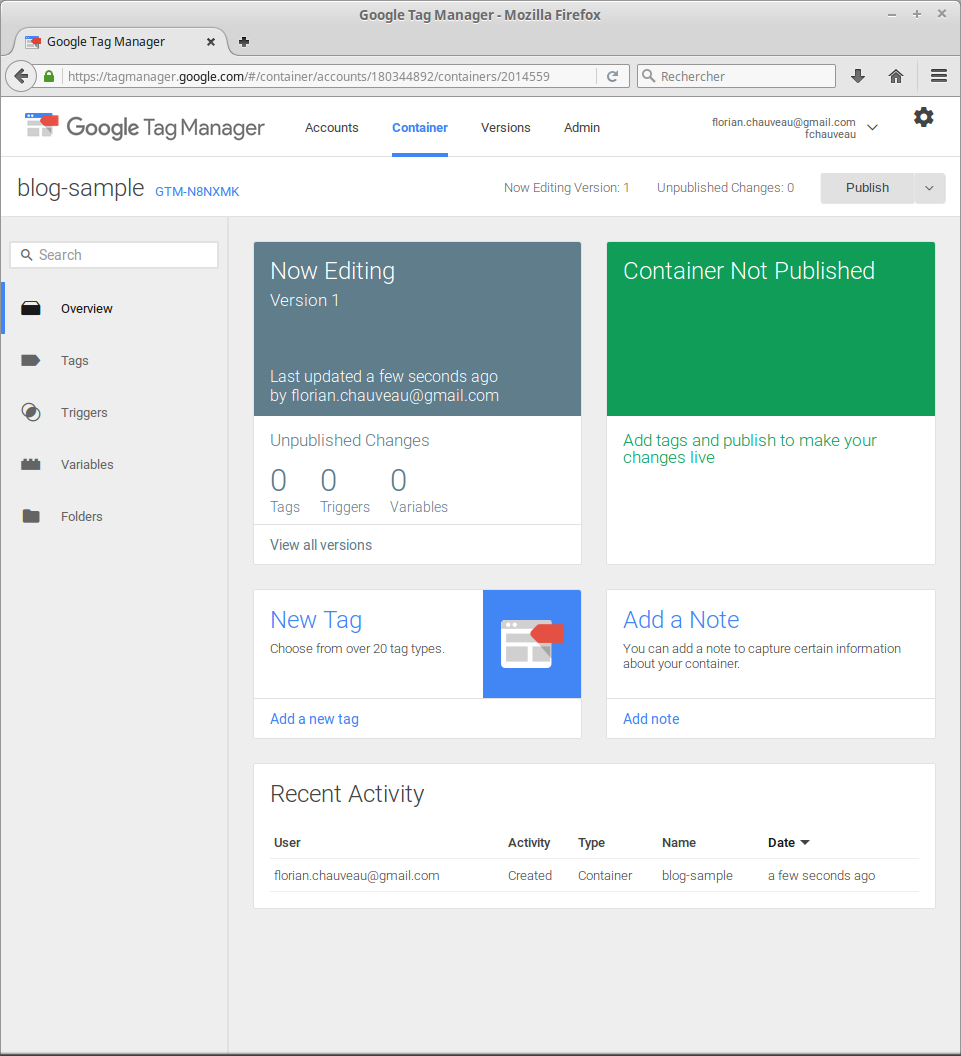 Google Tag Manager - Mozilla Firefox
Google Tag Manager
https://tagmanager.google.com/#/container/accounts/180344892/containers/2014559
Rechercher
Google Tag Manager
Accounts Container Versions Admin
florian.chauveau@gmail.com
fchauveau
blog-sample GTM-N8NXMK
Now Editing Version: 1 Unpublished Changes: 0 Publish
Search
Overview
Tags
Triggers
Variables
Folders
Now Editing
Version 1
Last updated a few seconds ago
by florian.chauveau@gmail.com
Unpublished Changes
0 0 0
Tags Triggers Variables
View all versions
Container Not Published
Add tags and publish to make your
changes live
New Tag
Choose from over 20 tag types.
Add a new tag
Add a Note
You can add a note to capture certain information
about your container.
Add note
Recent Activity
User Activity Type Name Date
florian.chauveau@gmail.com Created Container blog-sample a few seconds ago